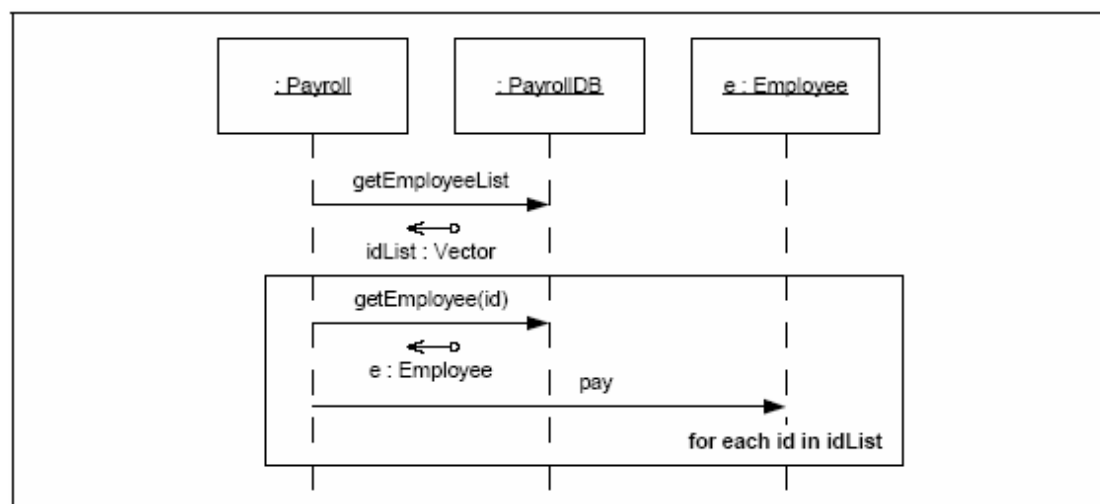 : Payroll
: PayrollDB
e : Employee
getEmployeeList
idList : Vector
getEmployee(id)
e : Employee
pay
for each id in idList